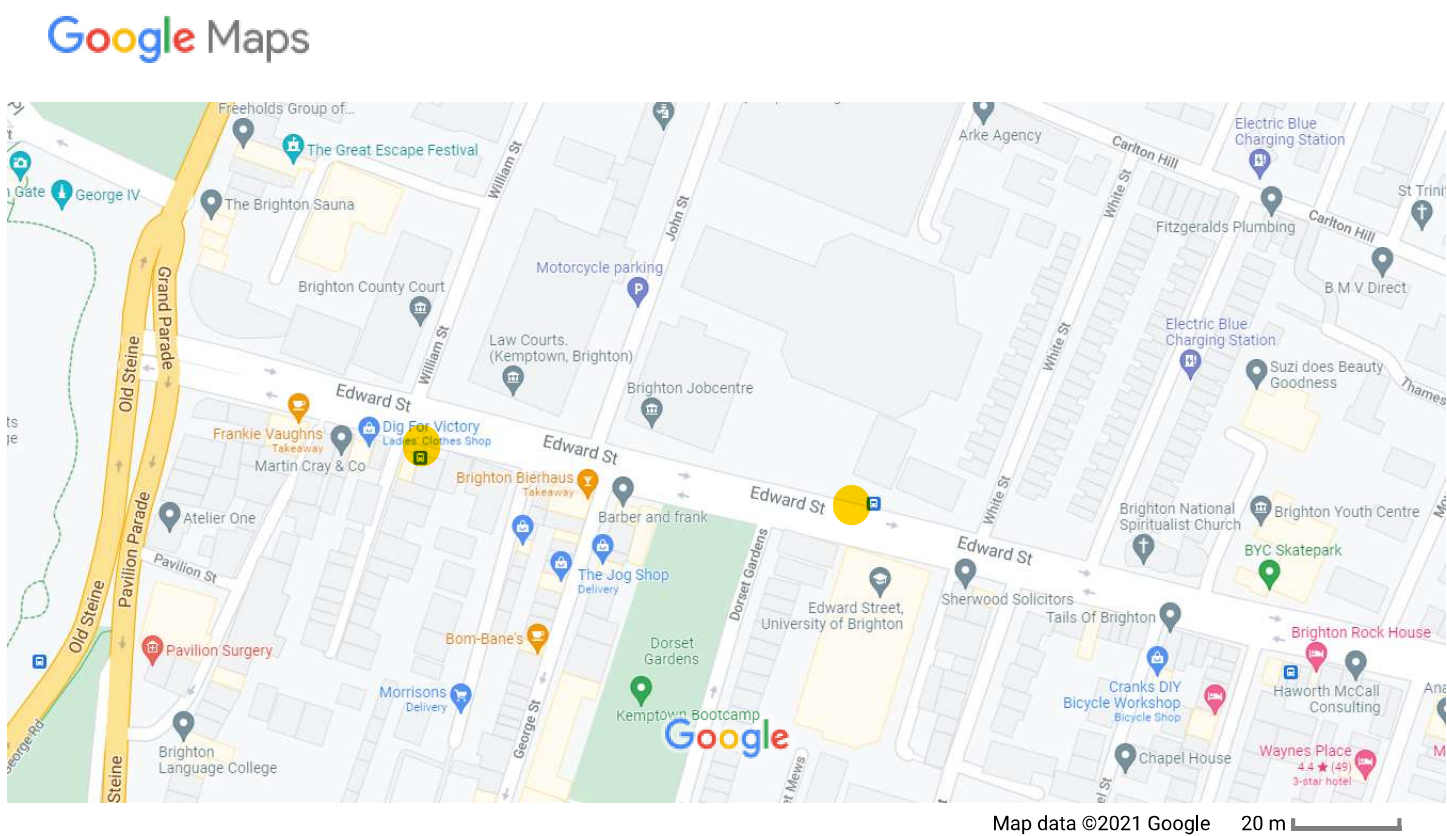 Google Maps
Freeholds Group of...
The Great Escape Festival
Gate
George IV
The Brighton Sauna
William St
John St
Arke Agency
Carlton Hill
Electric Blue
Charging Station
White St
Fitzgeralds Plumbing
St Trinit
Carlton Hill
B M V Direct
Motorcycle parking
Brighton County Court
Grand Parade
Old Steine
William St
Law Courts.
(Kemptown, Brighton)
Brighton Jobcentre
White St
Electric Blue
Charging Station
Suzi does Beauty
Goodness
Thames
Edward St
Frankie Vaughns
Takeaway
Dig For Victory
Ladies' Clothes Shop
Martin Cray & Co
Edward St
Brighton Bierhaus
Takeaway
Barber and frank
Edward St
White St
Edward St
Brighton National
Spiritualist Church
Brighton Youth Centre
BYC Skatepark
Atelier One
Pavilion St
Pavilion Parade
Old Steine
The Jog Shop
Delivery
Dorset Gardens
Edward Street,
University of Brighton
Sherwood Solicitors
Tails Of Brighton
Brighton Rock House
Pavilion Surgery
Bom-Bane's
Dorset
Gardens
Morrisons
Delivery
Kemptown Bootcamp
Google
Cranks DIY
Bicycle Workshop
Bicycle Shop
Haworth McCall
Consulting
George St
Brighton
Language College
Steine
Chapel House
Waynes Place
4.4 ★ (49)
3-star hotel
Map data ©2021 Google
20 m